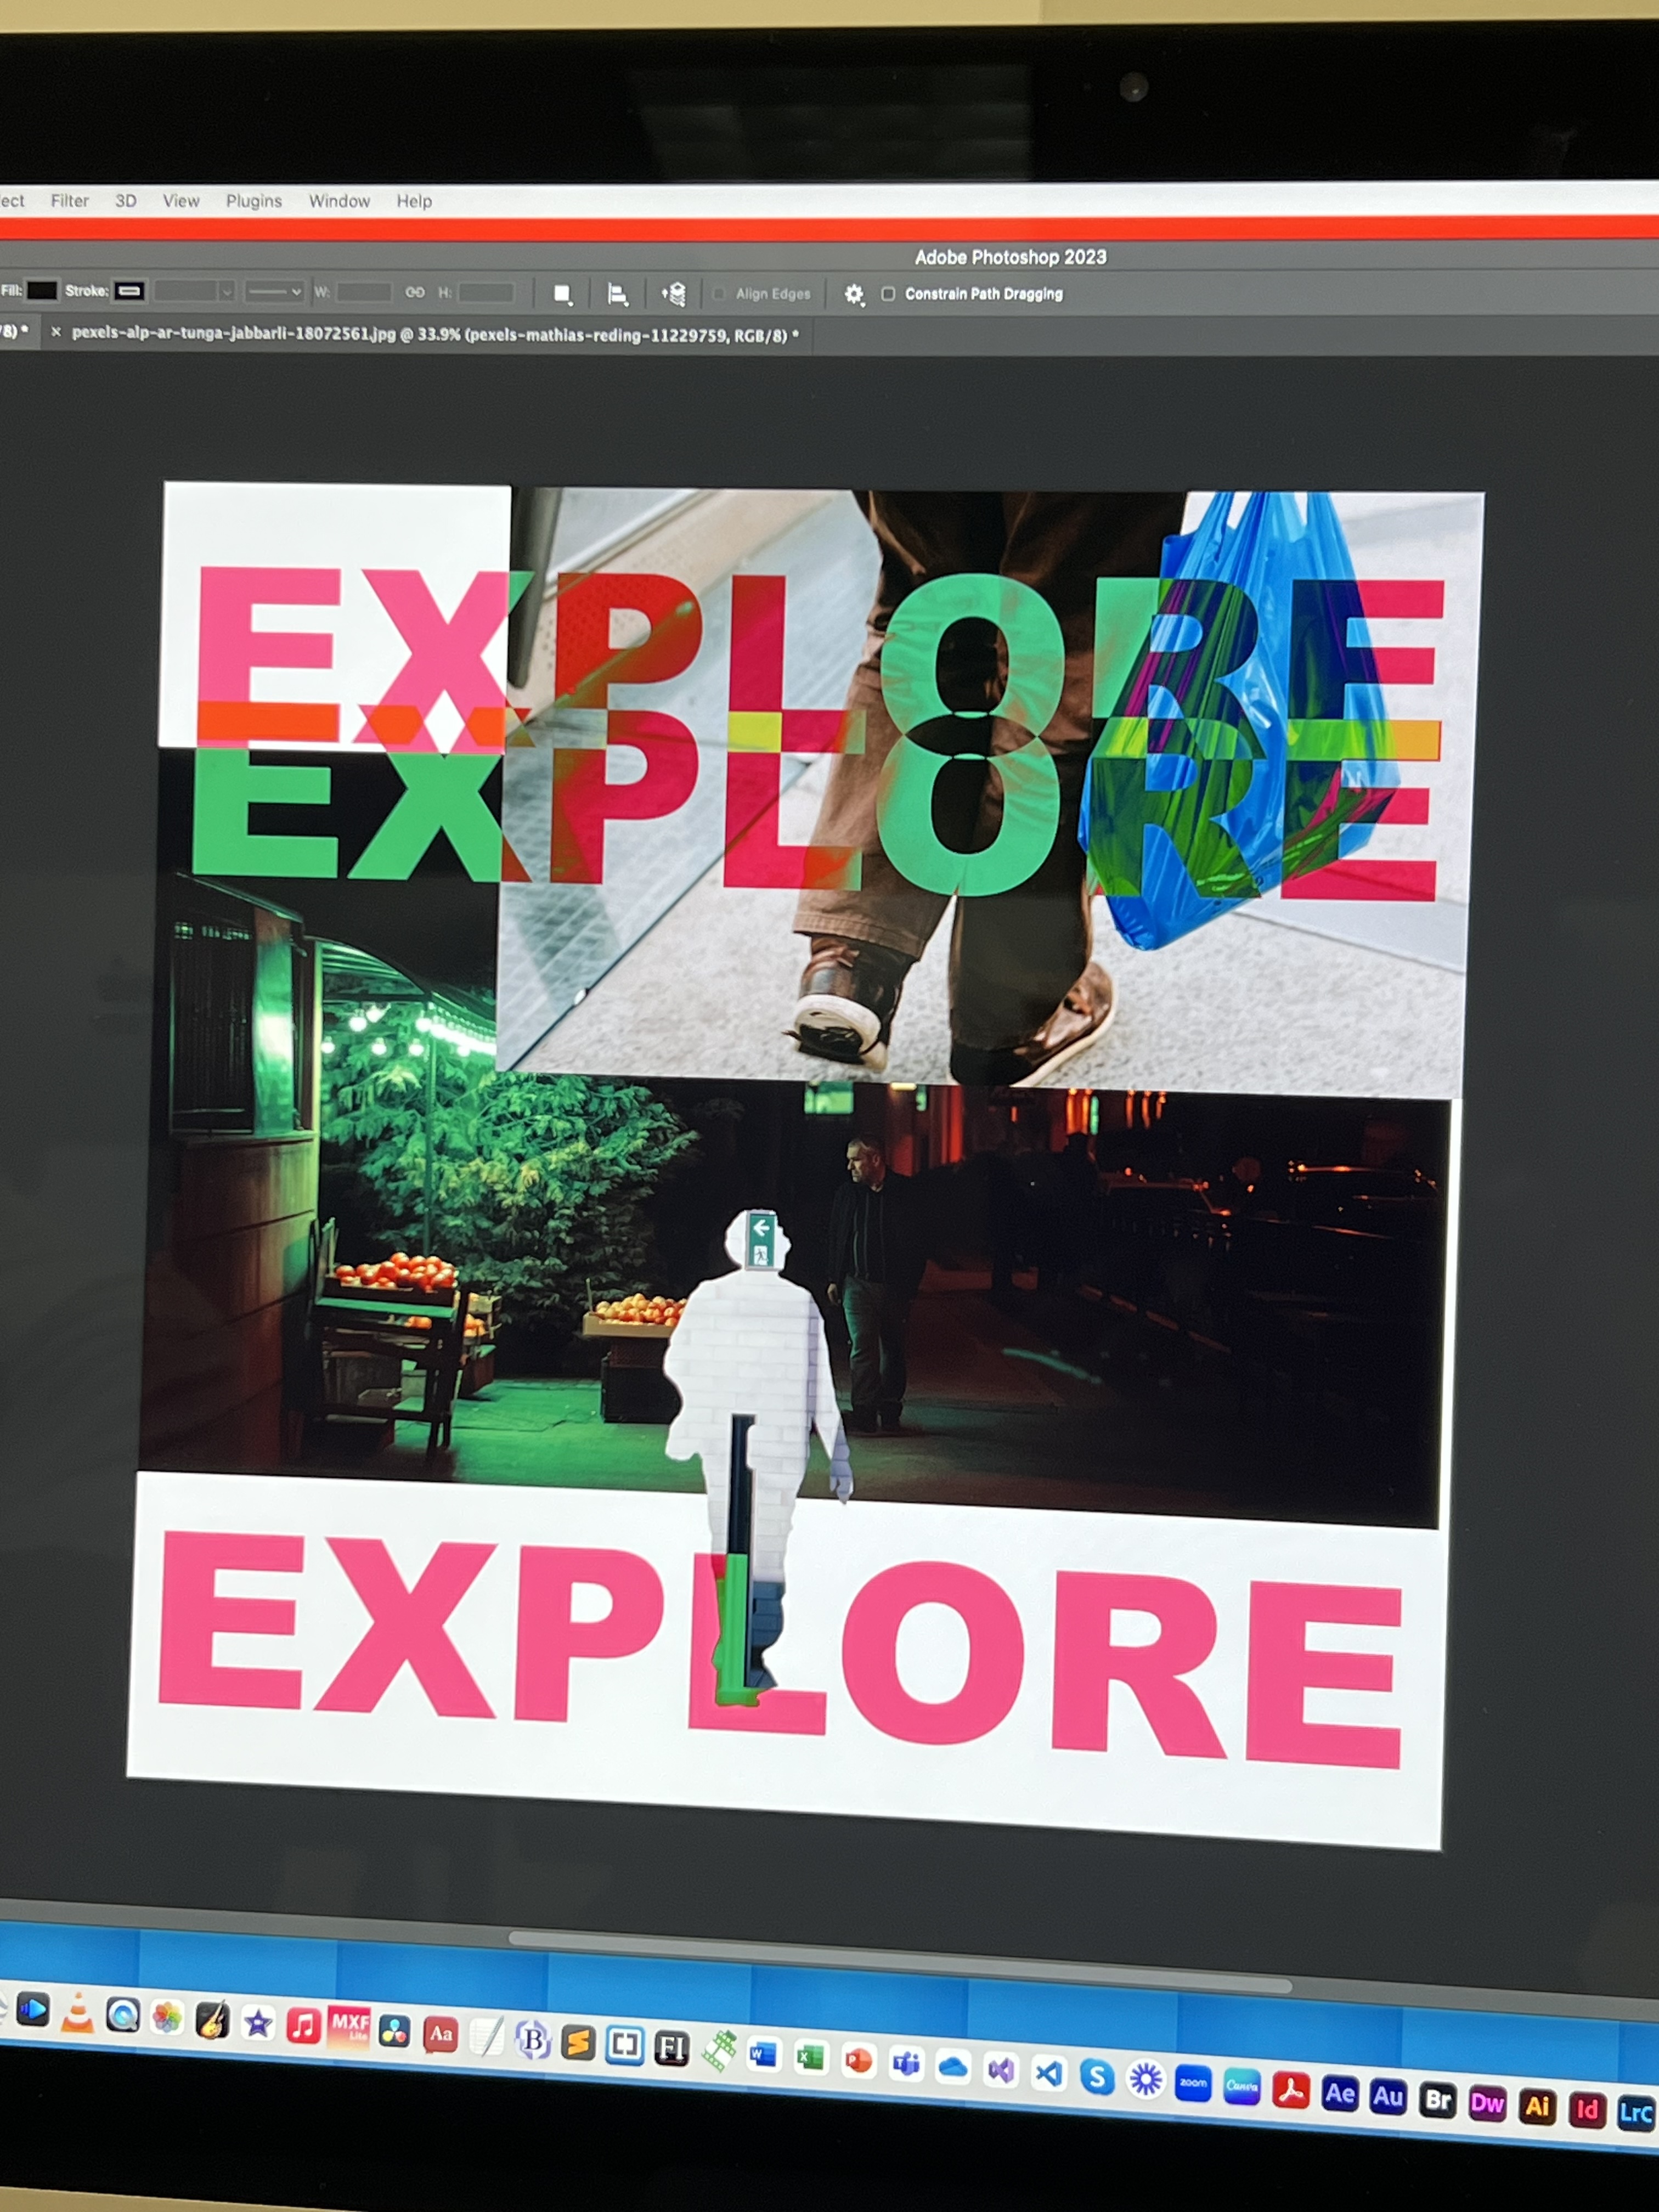 ect Filter 3D View Plugins Window Help
Adobe Photoshop 2023
Fill: Stroke: W: H: Align Edges Constrain Path Dragging
/8) * × pexels-alp-ar-tunga-jabbarli-18072561.jpg @ 33.9% (pexels-mathias-reding-11229759, RGB/8) *
EXPLORE
EXPLORE
EXPLORE
MXF Lite Aa B FI W X P T S zoom Canva Ae Au Br Dw Ai Id LrC